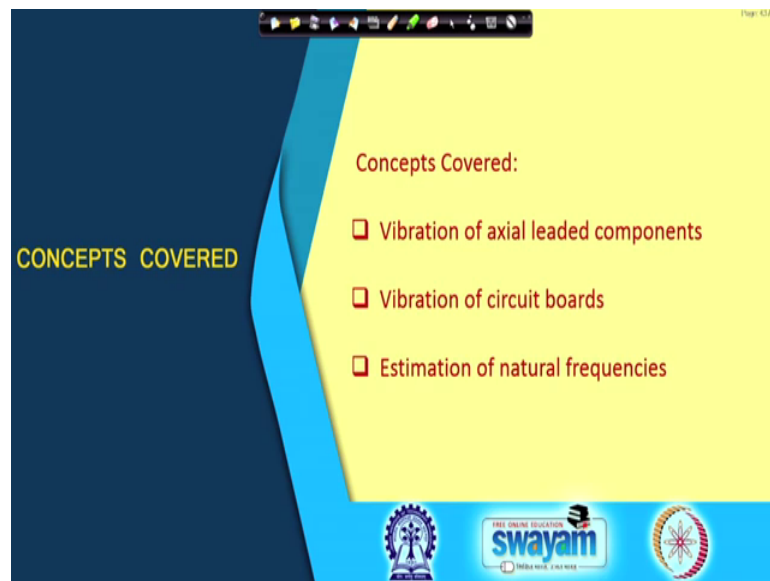 CONCEPTS COVERED
Concepts Covered:
Vibration of axial leaded components
Vibration of circuit boards
Estimation of natural frequencies
FREE ONLINE EDUCATION
swayam